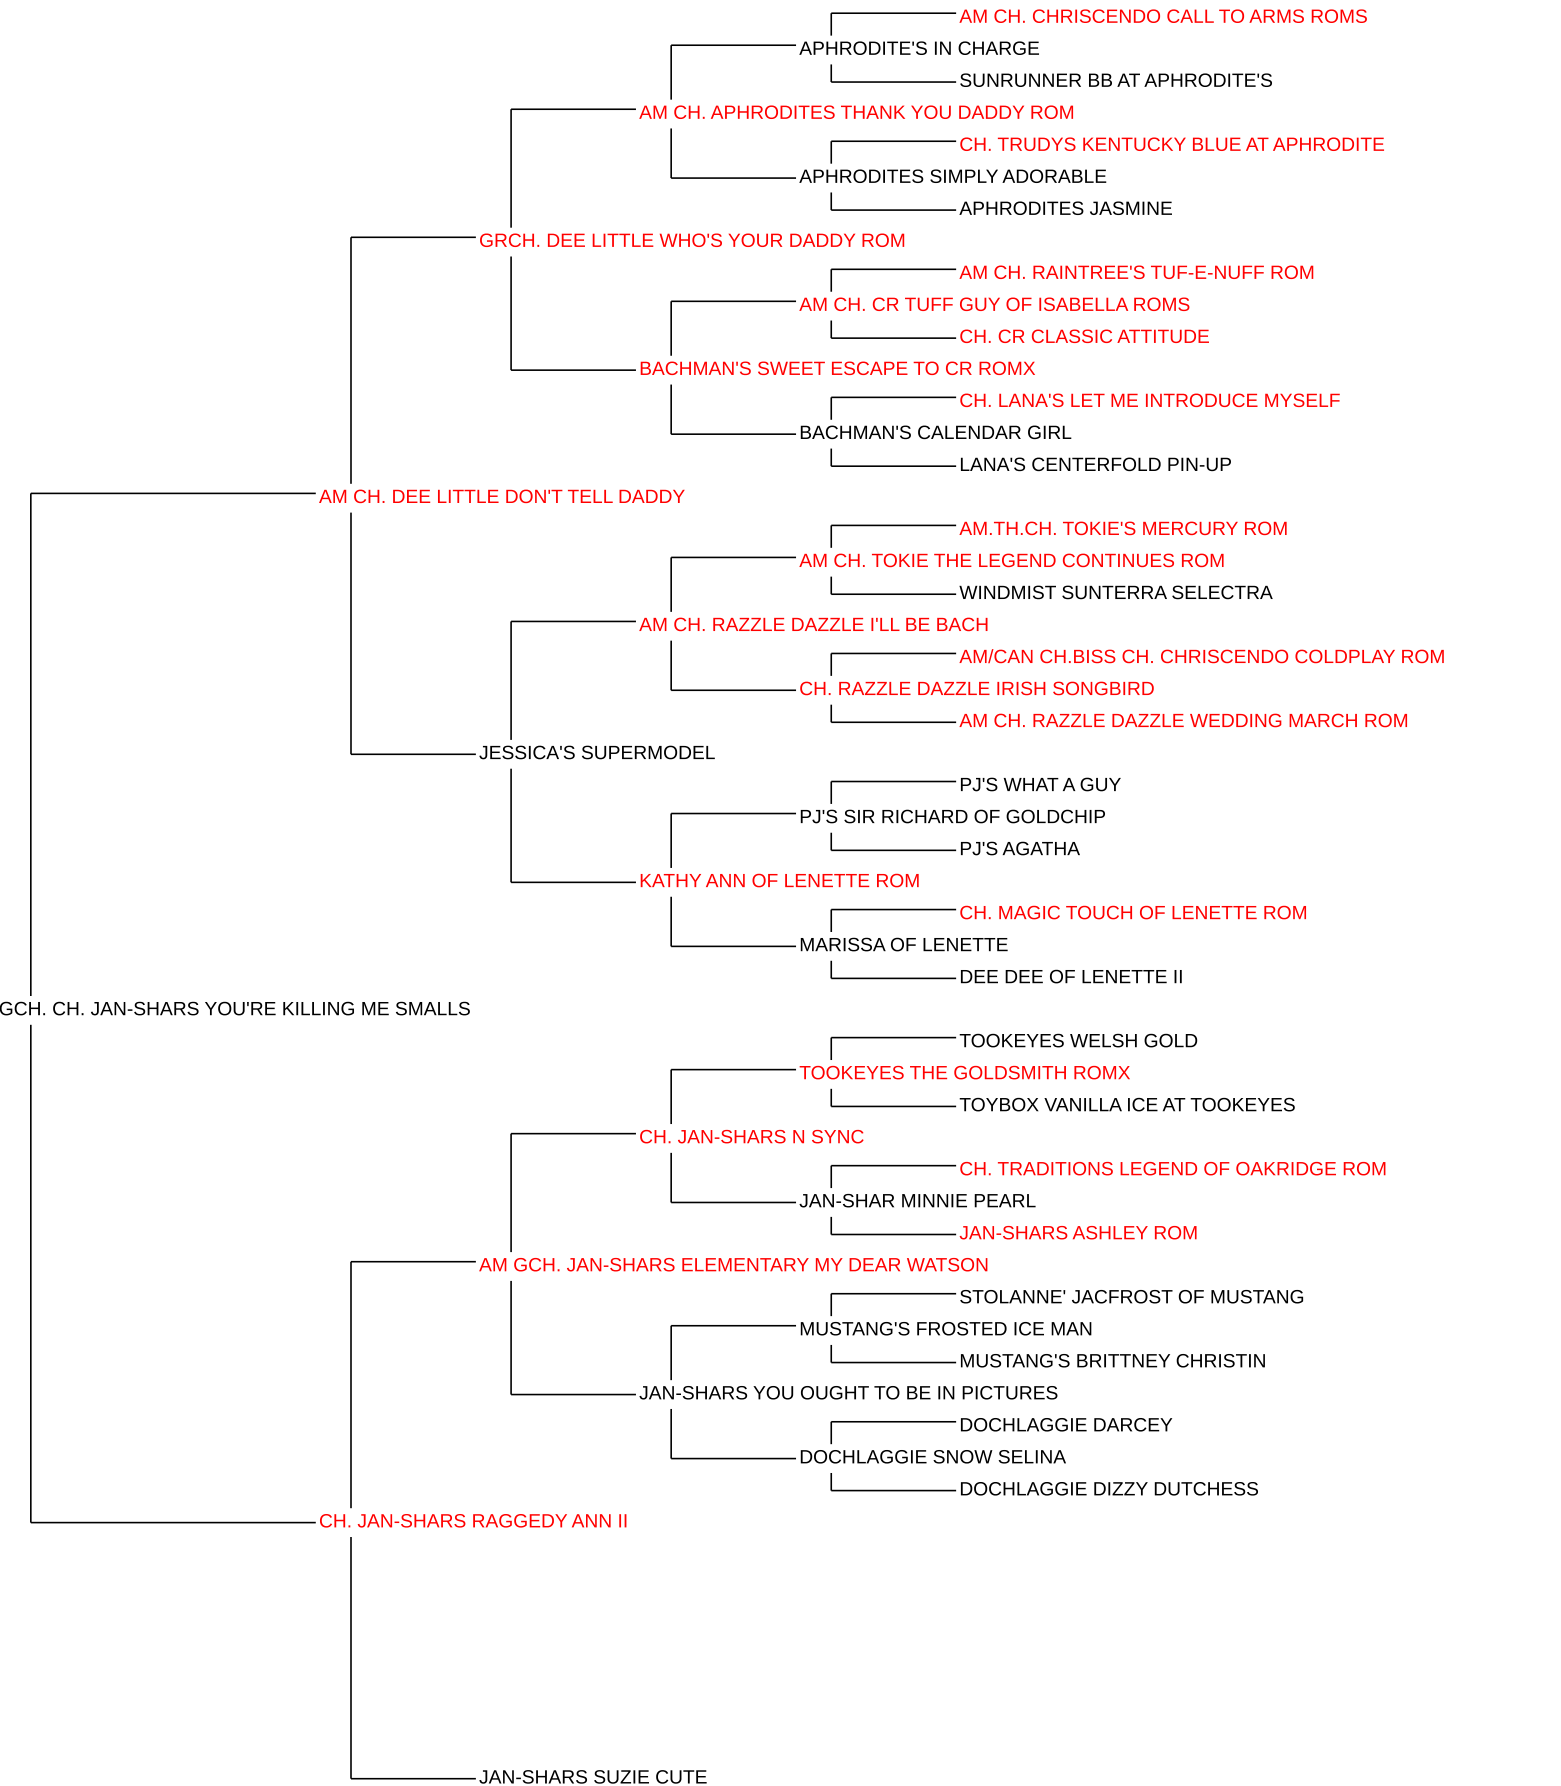 AM CH. CHRISCENDO CALL TO ARMS ROMS
APHRODITE'S IN CHARGE
SUNRUNNER BB AT APHRODITE'S
AM CH. APHRODITES THANK YOU DADDY ROM
CH. TRUDYS KENTUCKY BLUE AT APHRODITE
APHRODITES SIMPLY ADORABLE
APHRODITES JASMINE
GRCH. DEE LITTLE WHO'S YOUR DADDY ROM
AM CH. RAINTREE'S TUF-E-NUFF ROM
AM CH. CR TUFF GUY OF ISABELLA ROMS
CH. CR CLASSIC ATTITUDE
BACHMAN'S SWEET ESCAPE TO CR ROMX
CH. LANA'S LET ME INTRODUCE MYSELF
BACHMAN'S CALENDAR GIRL
LANA'S CENTERFOLD PIN-UP
AM CH. DEE LITTLE DON'T TELL DADDY
AM.TH.CH. TOKIE'S MERCURY ROM
AM CH. TOKIE THE LEGEND CONTINUES ROM
WINDMIST SUNTERRA SELECTRA
AM CH. RAZZLE DAZZLE I'LL BE BACH
AM/CAN CH.BISS CH. CHRISCENDO COLDPLAY ROM
CH. RAZZLE DAZZLE IRISH SONGBIRD
AM CH. RAZZLE DAZZLE WEDDING MARCH ROM
JESSICA'S SUPERMODEL
PJ'S WHAT A GUY
PJ'S SIR RICHARD OF GOLDCHIP
PJ'S AGATHA
KATHY ANN OF LENETTE ROM
CH. MAGIC TOUCH OF LENETTE ROM
MARISSA OF LENETTE
DEE DEE OF LENETTE II
GCH. CH. JAN-SHARS YOU'RE KILLING ME SMALLS
TOOKEYES WELSH GOLD
TOOKEYES THE GOLDSMITH ROMX
TOYBOX VANILLA ICE AT TOOKEYES
CH. JAN-SHARS N SYNC
CH. TRADITIONS LEGEND OF OAKRIDGE ROM
JAN-SHAR MINNIE PEARL
JAN-SHARS ASHLEY ROM
AM GCH. JAN-SHARS ELEMENTARY MY DEAR WATSON
STOLANNE' JACFROST OF MUSTANG
MUSTANG'S FROSTED ICE MAN
MUSTANG'S BRITTNEY CHRISTIN
JAN-SHARS YOU OUGHT TO BE IN PICTURES
DOCHLAGGIE DARCEY
DOCHLAGGIE SNOW SELINA
DOCHLAGGIE DIZZY DUTCHESS
CH. JAN-SHARS RAGGEDY ANN II
JAN-SHARS SUZIE CUTE